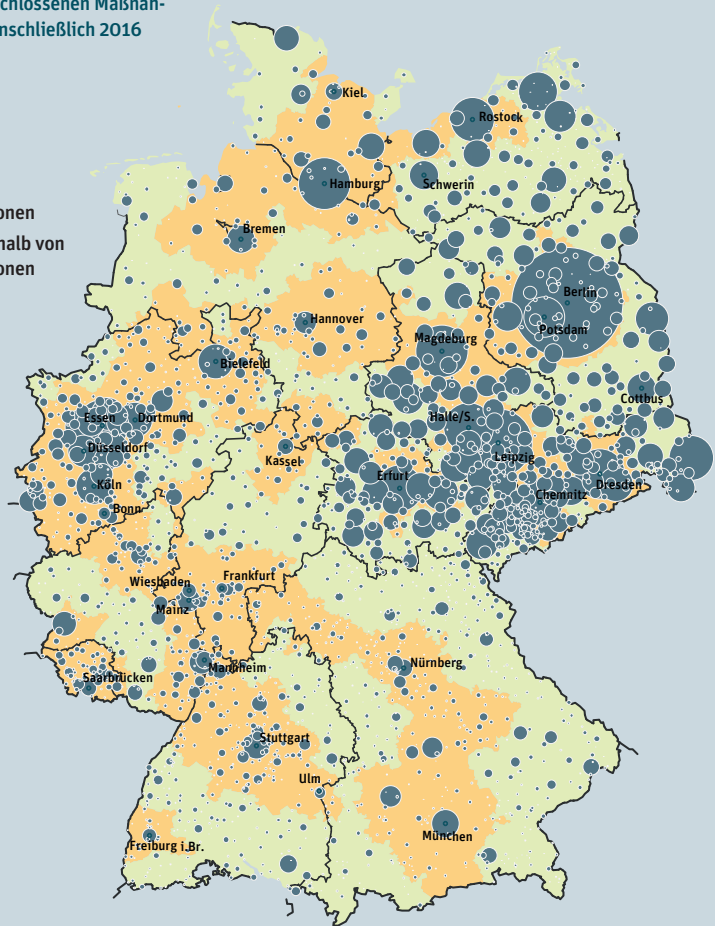 schlossenen Maßnah-
nschließlich 2016
onen
halb von
onen
Kiel
Rostock
Hamburg
Schwerin
Bremen
Berlin
Hannover
Potsdam
Magdeburg
Bielefeld
Cottbus
Essen
Dortmund
Halle/S.
Düsseldorf
Leipzig
Kassel
Erfurt
Köln
Dresden
Chemnitz
Bonn
Wiesbaden
Frankfurt
Mainz
Mannheim
Nürnberg
Saarbrücken
Stuttgart
Ulm
München
Freiburg i.Br.